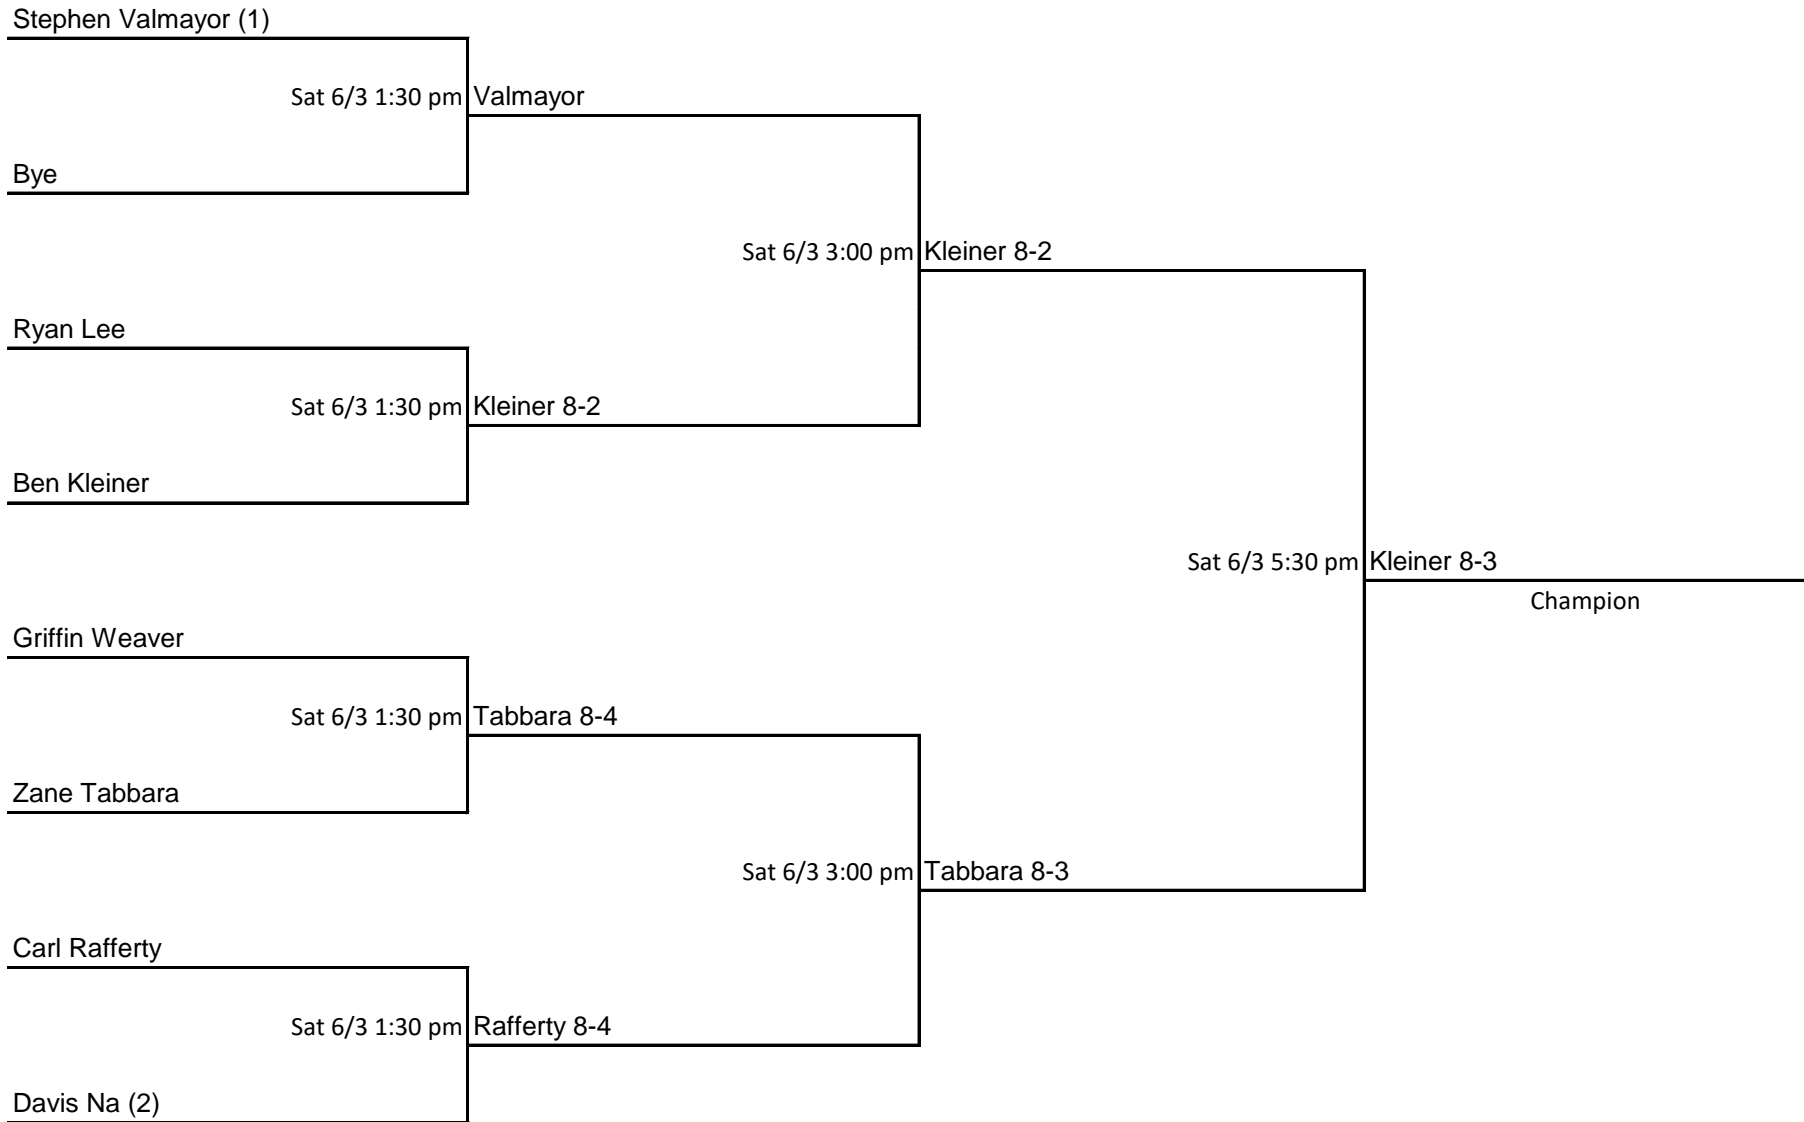 Stephen Valmayor (1)
Sat 6/3 1:30 pm Valmayor
Bye
Sat 6/3 3:00 pm Kleiner 8-2
Ryan Lee
Sat 6/3 1:30 pm Kleiner 8-2
Ben Kleiner
Sat 6/3 5:30 pm Kleiner 8-3
Champion
Griffin Weaver
Sat 6/3 1:30 pm Tabbara 8-4
Zane Tabbara
Sat 6/3 3:00 pm Tabbara 8-3
Carl Rafferty
Sat 6/3 1:30 pm Rafferty 8-4
Davis Na (2)